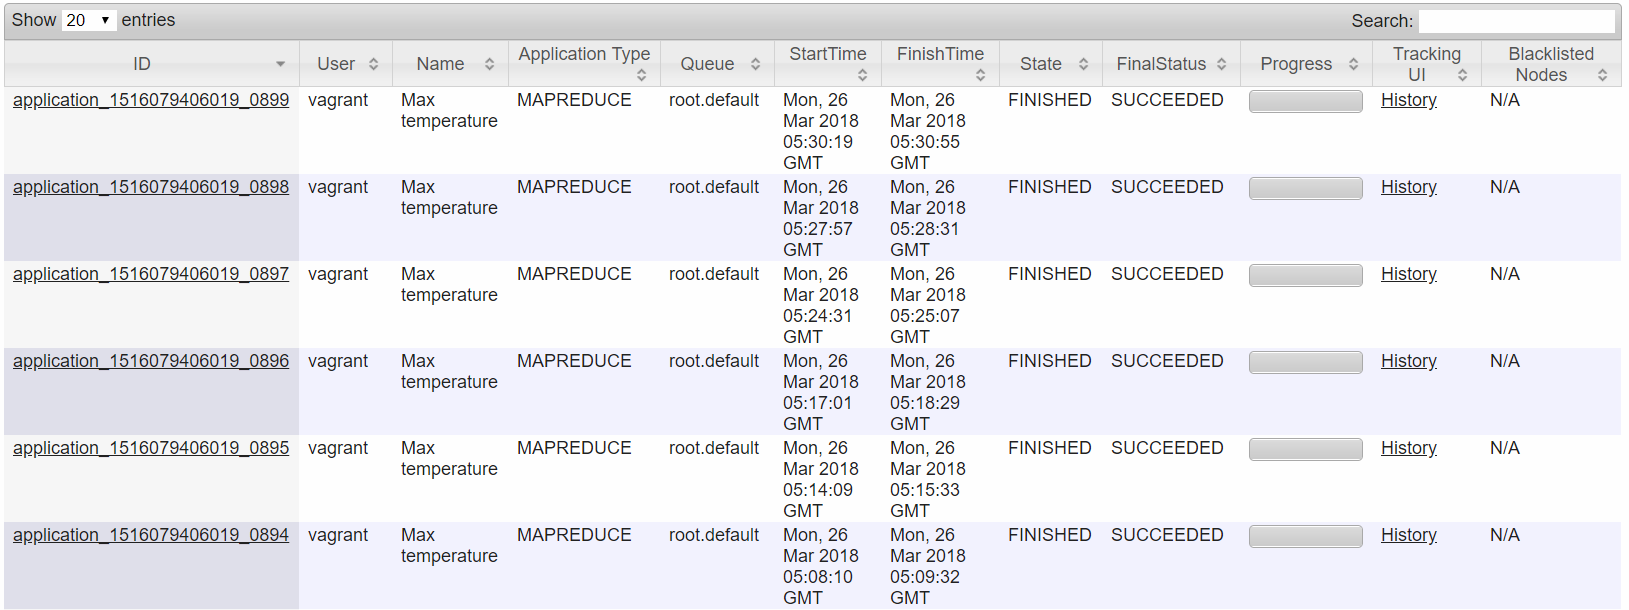 Show 20 entries Search:
ID User Name Application Type Queue StartTime FinishTime State FinalStatus Progress Tracking UI Blacklisted Nodes
application_1516079406019_0899 vagrant Max temperature MAPREDUCE root.default Mon, 26 Mar 2018 05:30:19 GMT Mon, 26 Mar 2018 05:30:55 GMT FINISHED SUCCEEDED History N/A
application_1516079406019_0898 vagrant Max temperature MAPREDUCE root.default Mon, 26 Mar 2018 05:27:57 GMT Mon, 26 Mar 2018 05:28:31 GMT FINISHED SUCCEEDED History N/A
application_1516079406019_0897 vagrant Max temperature MAPREDUCE root.default Mon, 26 Mar 2018 05:24:31 GMT Mon, 26 Mar 2018 05:25:07 GMT FINISHED SUCCEEDED History N/A
application_1516079406019_0896 vagrant Max temperature MAPREDUCE root.default Mon, 26 Mar 2018 05:17:01 GMT Mon, 26 Mar 2018 05:18:29 GMT FINISHED SUCCEEDED History N/A
application_1516079406019_0895 vagrant Max temperature MAPREDUCE root.default Mon, 26 Mar 2018 05:14:09 GMT Mon, 26 Mar 2018 05:15:33 GMT FINISHED SUCCEEDED History N/A
application_1516079406019_0894 vagrant Max temperature MAPREDUCE root.default Mon, 26 Mar 2018 05:08:10 GMT Mon, 26 Mar 2018 05:09:32 GMT FINISHED SUCCEEDED History N/A